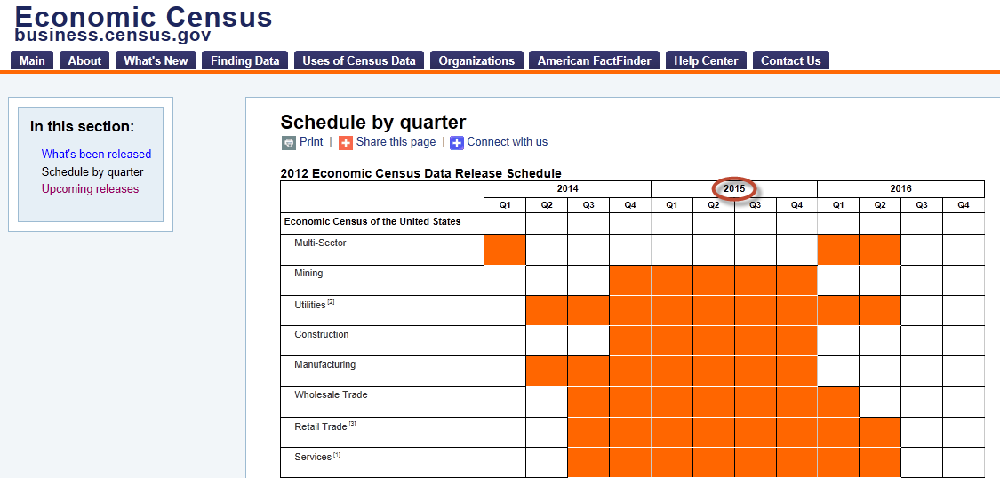 Economic Census
business.census.gov
Main About What's New Finding Data Uses of Census Data Organizations American FactFinder Help Center Contact Us
In this section:
What's been released
Schedule by quarter
Upcoming releases
Schedule by quarter
Print | Share this page | Connect with us
2012 Economic Census Data Release Schedule
2014 2015 2016
Q1 Q2 Q3 Q4 Q1 Q2 Q3 Q4 Q1 Q2 Q3 Q4
Economic Census of the United States
Multi-Sector
Mining
Utilities [2]
Construction
Manufacturing
Wholesale Trade
Retail Trade [3]
Services [1]